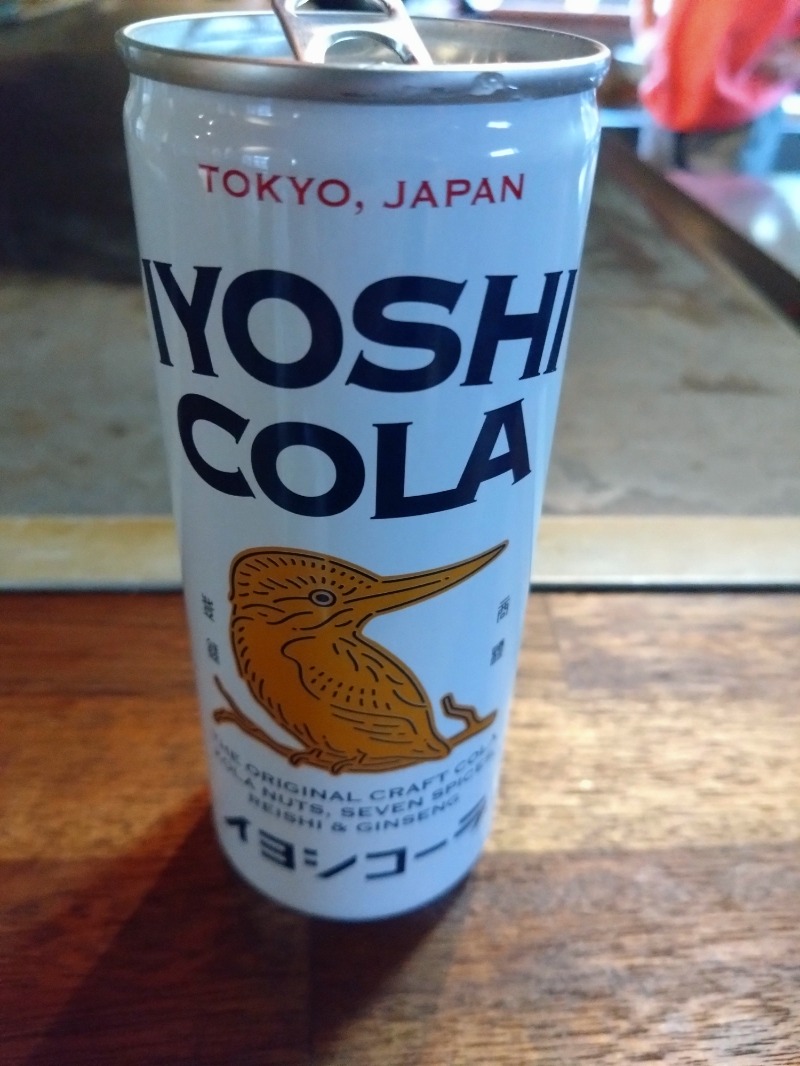 TOKYO, JAPAN
IYOSHI
COLA
THE ORIGINAL CRAFT COLA
KOLA NUTS, SEVEN SPICES
REISHI & GINSENG
イヨシコーラ